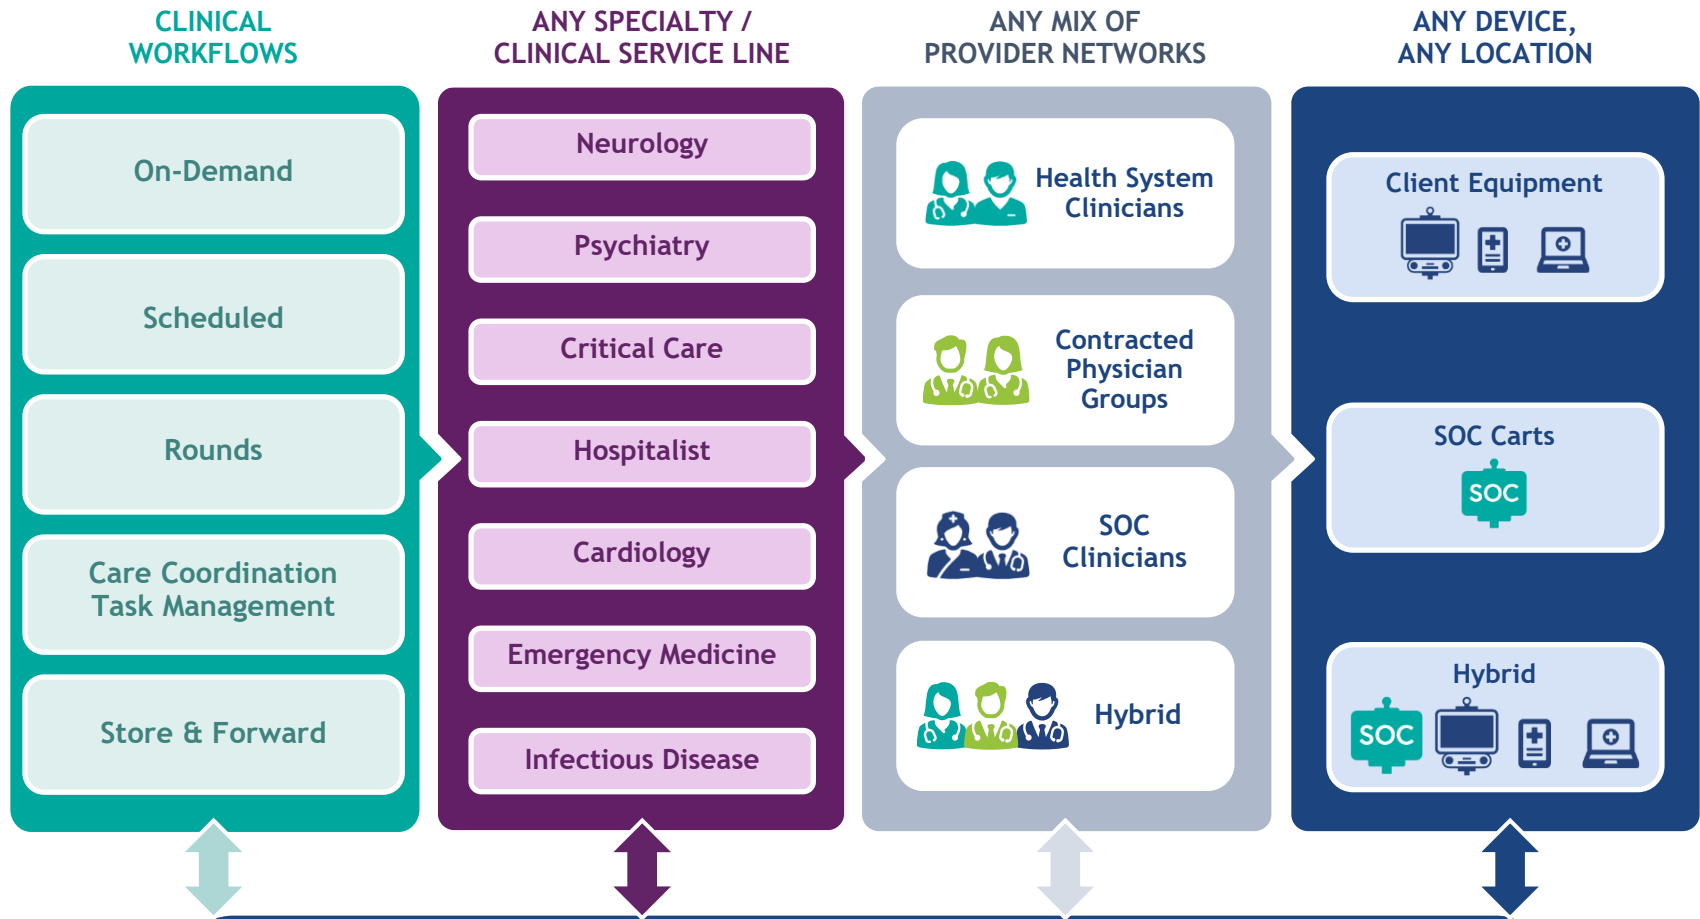 CLINICAL
WORKFLOWS
On-Demand
Scheduled
Rounds
Care Coordination
Task Management
Store & Forward
ANY SPECIALTY /
CLINICAL SERVICE LINE
Neurology
Psychiatry
Critical Care
Hospitalist
Cardiology
Emergency Medicine
Infectious Disease
ANY MIX OF
PROVIDER NETWORKS
Health System
Clinicians
Contracted
Physician
Groups
SOC
Clinicians
Hybrid
ANY DEVICE,
ANY LOCATION
Client Equipment
SOC Carts
SOC
Hybrid
SOC